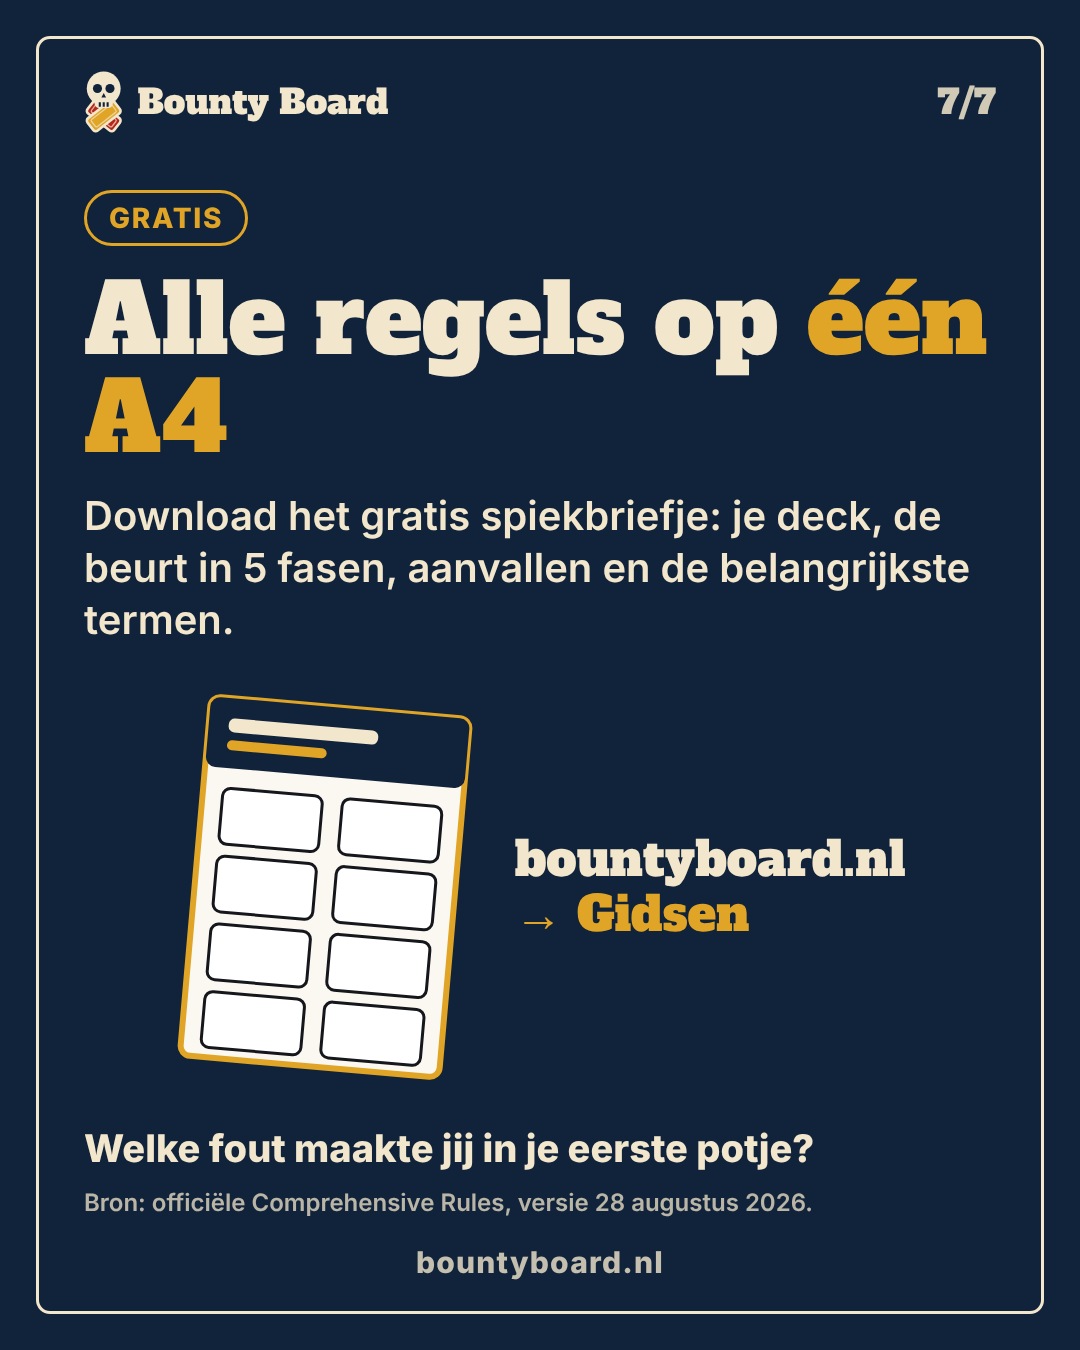 Bounty Board
7/7
GRATIS
Alle regels op één
A4
Download het gratis spiekbriefje: je deck, de
beurt in 5 fasen, aanvallen en de belangrijkste
termen.
bountyboard.nl
→ Gidsen
Welke fout maakte jij in je eerste potje?
Bron: officiële Comprehensive Rules, versie 28 augustus 2026.
bountyboard.nl